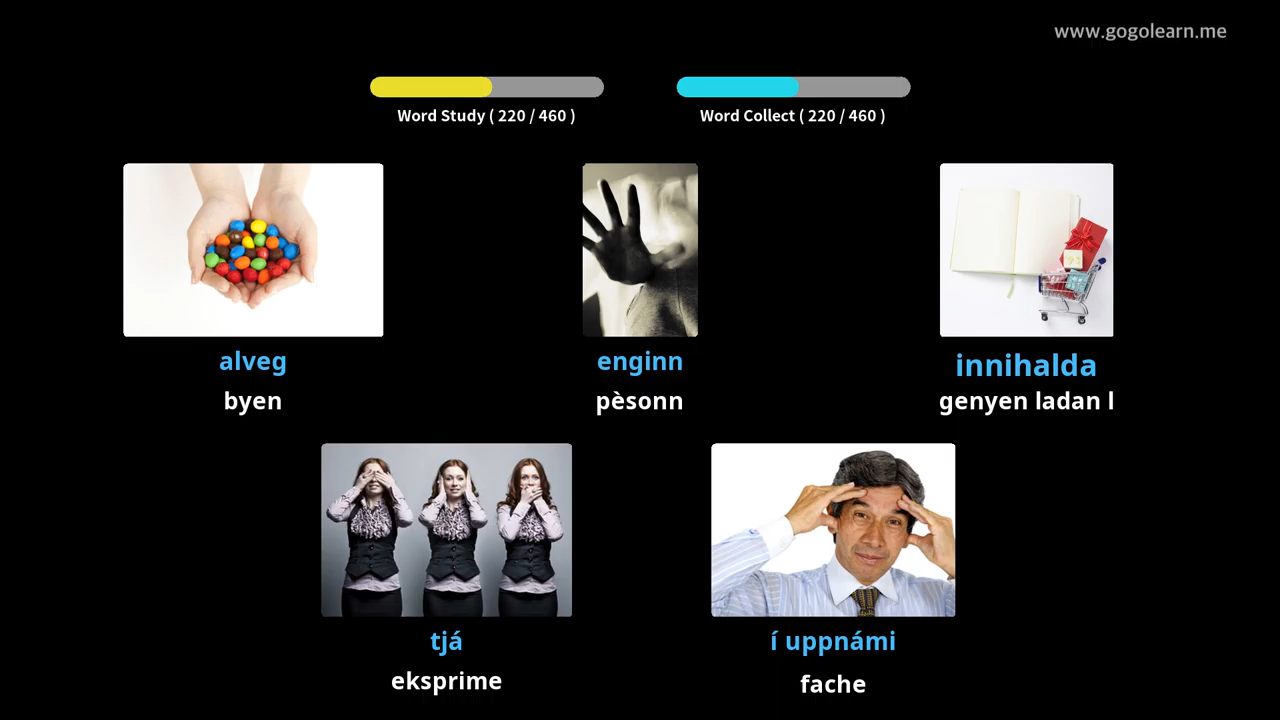 www.gogolearn.me
Word Study ( 220 / 460 )
Word Collect ( 220 / 460 )
alveg
byen
enginn
pèsonn
innihalda
genyen ladan l
tjá
eksprime
í uppnámi
fache